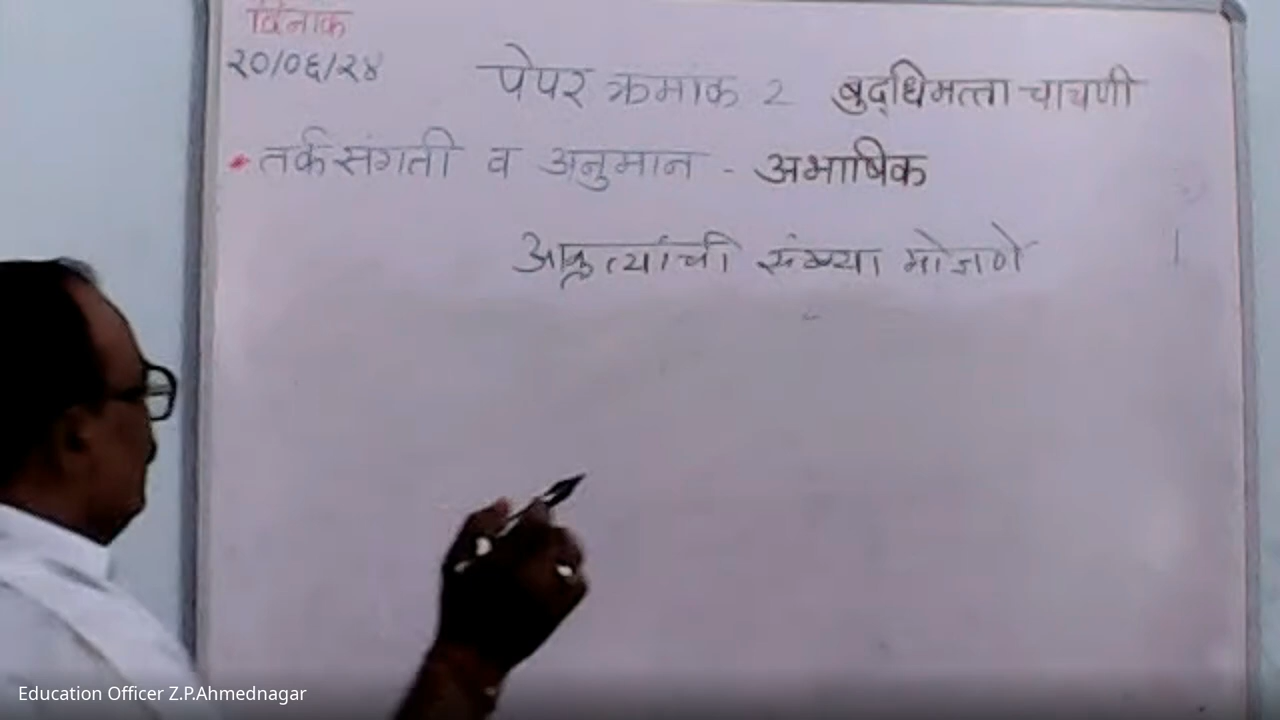 दिनांक
२०/०६/२४
पेपर क्रमांक 2 बुद्धिमत्ता चाचणी
* तर्कसंगती व अनुमान - अभाषिक
आकृत्यांची संख्या मोजणे
Education Officer Z.P.Ahmednagar